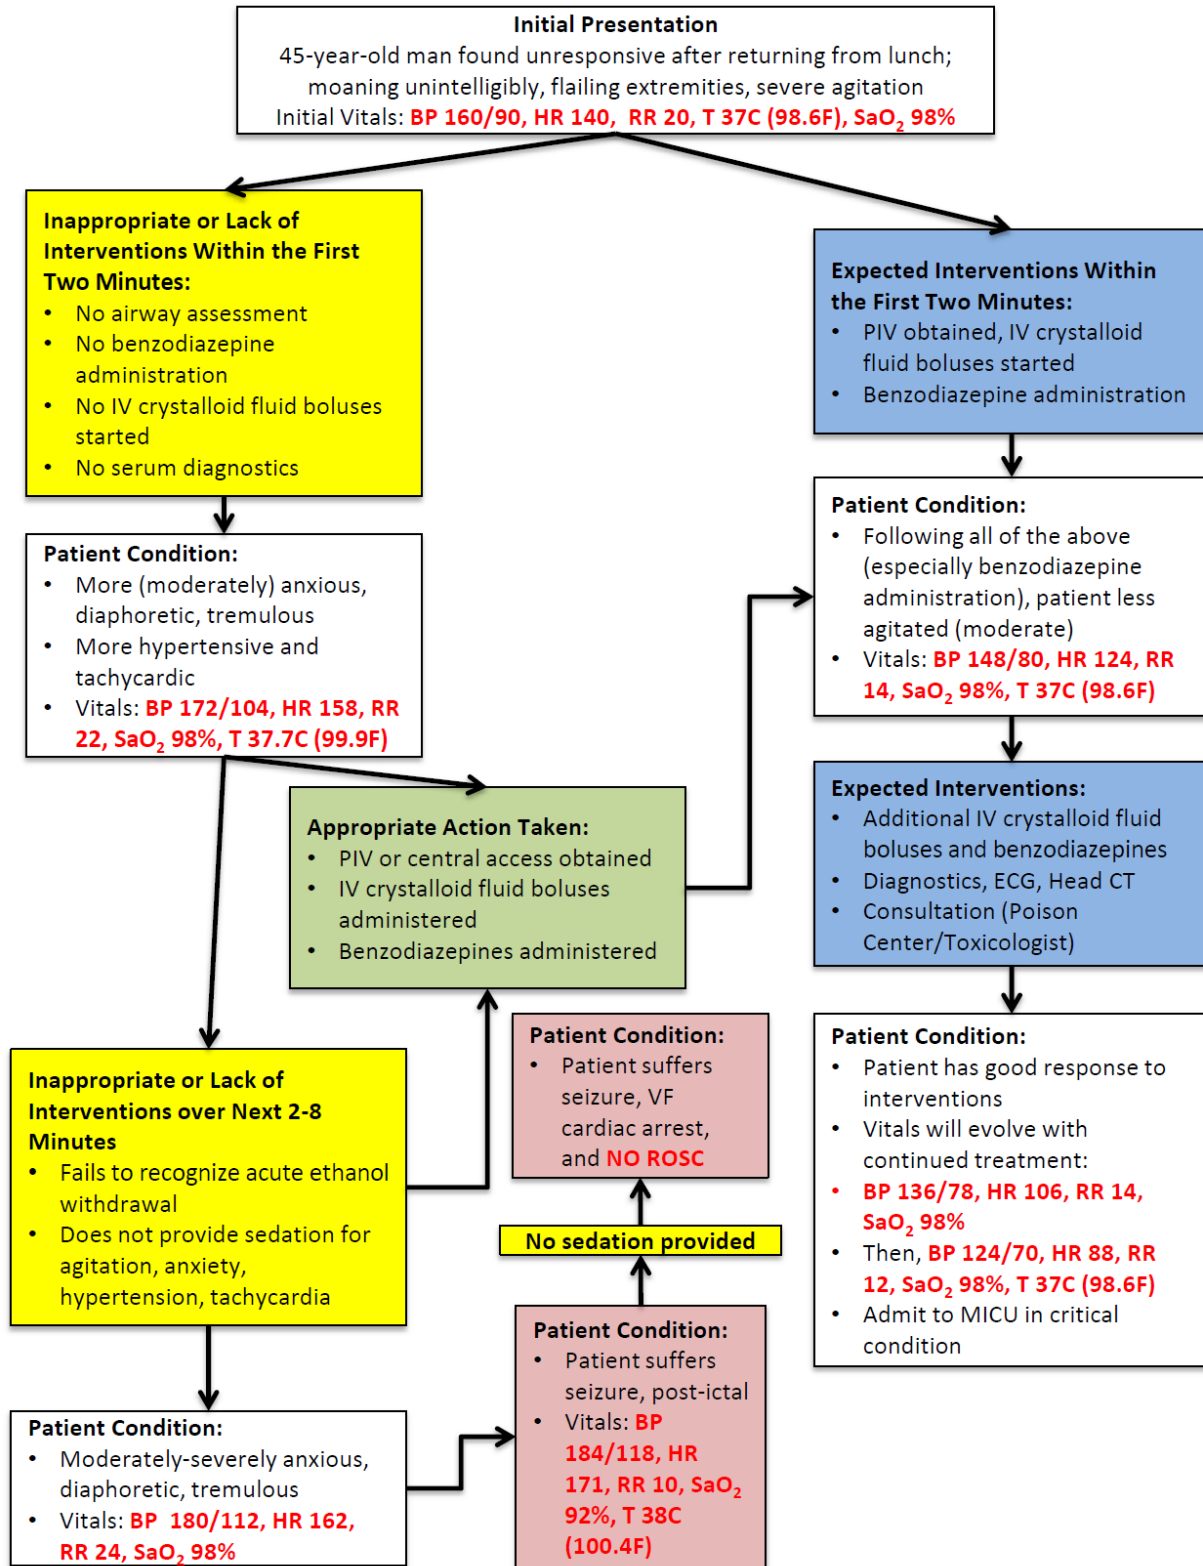 Initial Presentation
45-year-old man found unresponsive after returning from lunch;
moaning unintelligibly, flailing extremities, severe agitation
Initial Vitals: BP 160/90, HR 140,  RR 20, T 37C (98.6F), SaO₂ 98%
Inappropriate or Lack of
Interventions Within the First
Two Minutes:
• No airway assessment
• No benzodiazepine
administration
• No IV crystalloid fluid boluses
started
• No serum diagnostics
Expected Interventions Within
the First Two Minutes:
• PIV obtained, IV crystalloid
fluid boluses started
• Benzodiazepine administration
Patient Condition:
• More (moderately) anxious,
diaphoretic, tremulous
• More hypertensive and
tachycardic
• Vitals: BP 172/104, HR 158, RR
22, SaO₂ 98%, T 37.7C (99.9F)
Patient Condition:
• Following all of the above
(especially benzodiazepine
administration), patient less
agitated (moderate)
• Vitals: BP 148/80, HR 124, RR
14, SaO₂ 98%, T 37C (98.6F)
Appropriate Action Taken:
• PIV or central access obtained
• IV crystalloid fluid boluses
administered
• Benzodiazepines administered
Expected Interventions:
• Additional IV crystalloid fluid
boluses and benzodiazepines
• Diagnostics, ECG, Head CT
• Consultation (Poison
Center/Toxicologist)
Inappropriate or Lack of
Interventions over Next 2-8
Minutes
• Fails to recognize acute ethanol
withdrawal
• Does not provide sedation for
agitation, anxiety,
hypertension, tachycardia
Patient Condition:
• Patient suffers
seizure, VF
cardiac arrest,
and NO ROSC
No sedation provided
Patient Condition:
• Patient has good response to
interventions
• Vitals will evolve with
continued treatment:
• BP 136/78, HR 106, RR 14,
SaO₂ 98%
• Then, BP 124/70, HR 88, RR
12, SaO₂ 98%, T 37C (98.6F)
• Admit to MICU in critical
condition
Patient Condition:
• Moderately-severely anxious,
diaphoretic, tremulous
• Vitals: BP  180/112, HR 162,
RR 24, SaO₂ 98%
Patient Condition:
• Patient suffers
seizure, post-ictal
• Vitals: BP
184/118, HR
171, RR 10, SaO₂
92%, T 38C
(100.4F)